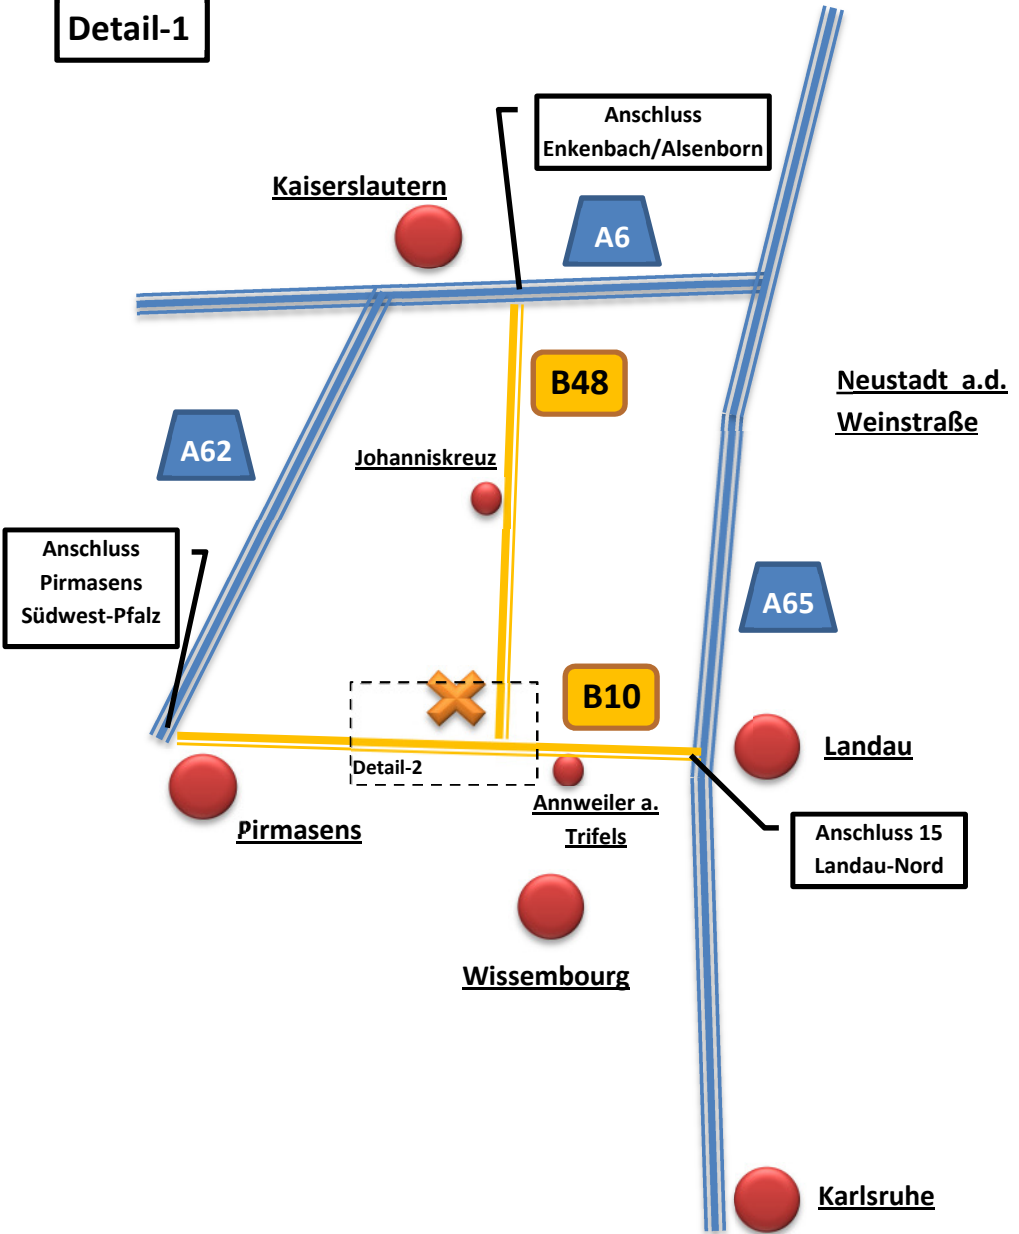 Detail-1
Anschluss
Enkenbach/Alsenborn
Kaiserslautern
A6
B48
Neustadt a.d.
Weinstraße
A62
Johanniskreuz
Anschluss
Pirmasens
Südwest-Pfalz
A65
B10
Landau
Detail-2
Annweiler a.
Trifels
Pirmasens
Anschluss 15
Landau-Nord
Wissembourg
Karlsruhe